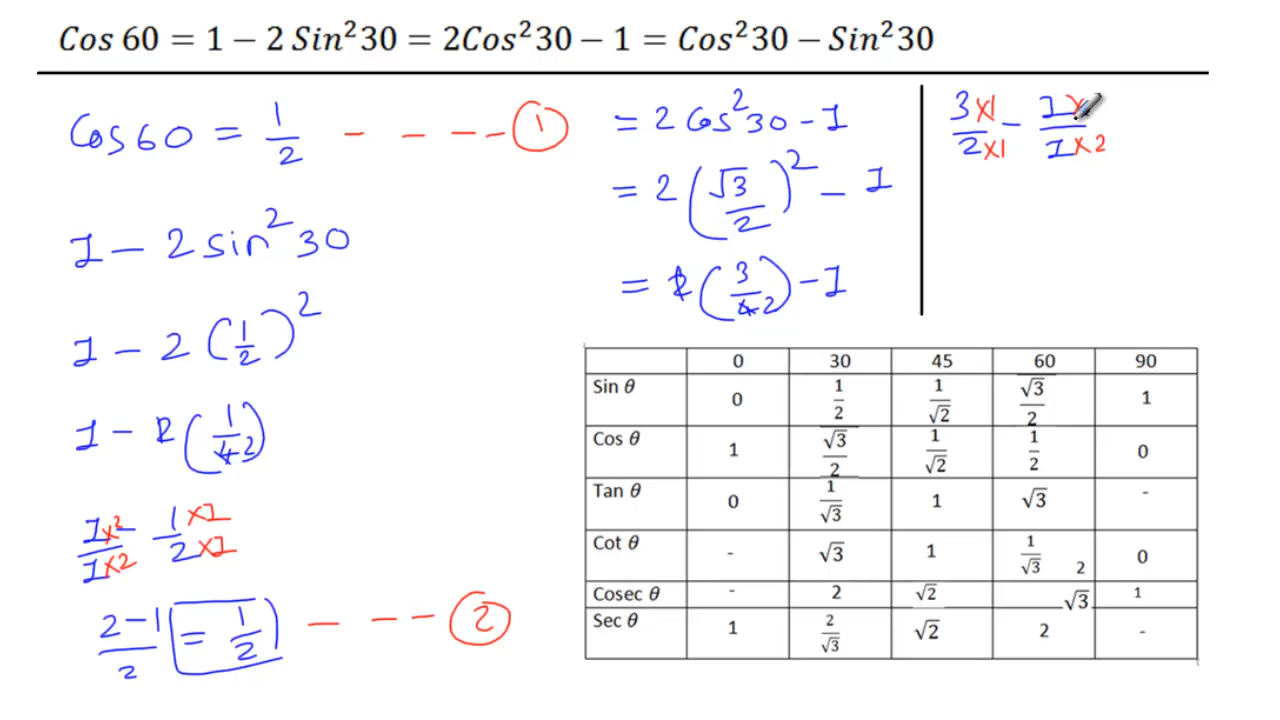 Cos 60 = 1 − 2 Sin²30 = 2Cos²30 − 1 = Cos²30 − Sin²30
Cos60 = 1/2 - - - - ①
1 - 2 sin²30
1 - 2 (1/2)²
1 - 2 (1/4 2)
1×2/1×2 - 1×1/2×1
2-1/2 = 1/2 - - - ②
= 2 Cos²30 - 1
= 2 (√3/2)² - 1
= 2 (3/4 2) - 1
3×1/2×1 - 1×/1×2
0 30 45 60 90
Sin θ 0 1/2 1/√2 √3/2 1
Cos θ 1 √3/2 1/√2 1/2 0
Tan θ 0 1/√3 1 √3 -
Cot θ - √3 1 1/√3 0
Cosec θ - 2 √2 2/√3 1
Sec θ 1 2/√3 √2 2 -